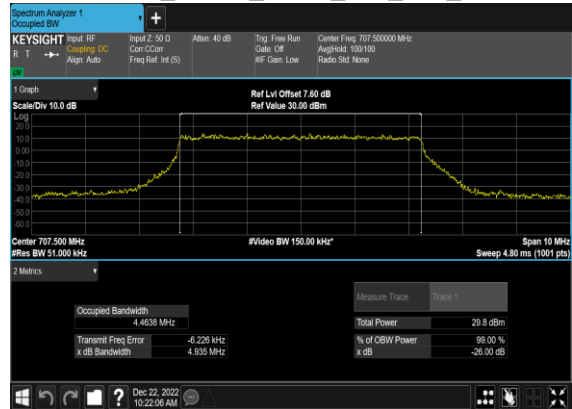 Spectrum Analyzer 1
Occupied BW
+
KEYSIGHT Input: RF Input Z: 50 Ω Atten: 40 dB Trig: Free Run Center Freq: 707.500000 MHz
R T Coupling: DC Corr CCorr Gate: Off Avg|Hold: 100/100
Align: Auto Freq Ref: Int (S) #IF Gain: Low Radio Std: None
1 Graph Ref Lvl Offset 7.60 dB
Scale/Div 10.0 dB Ref Value 30.00 dBm
Log
20.0
10.0
0.00
-10.0
-20.0
-30.0
-40.0
-50.0
-60.0
Center 707.500 MHz #Video BW 150.00 kHz* Span 10 MHz
#Res BW 51.000 kHz Sweep 4.80 ms (1001 pts)
2 Metrics
Measure Trace Trace 1
Occupied Bandwidth
4.4638 MHz Total Power 29.8 dBm
Transmit Freq Error -6.226 kHz % of OBW Power 99.00 %
x dB Bandwidth 4.935 MHz x dB -26.00 dB
? Dec 22, 2022
10:22:06 AM